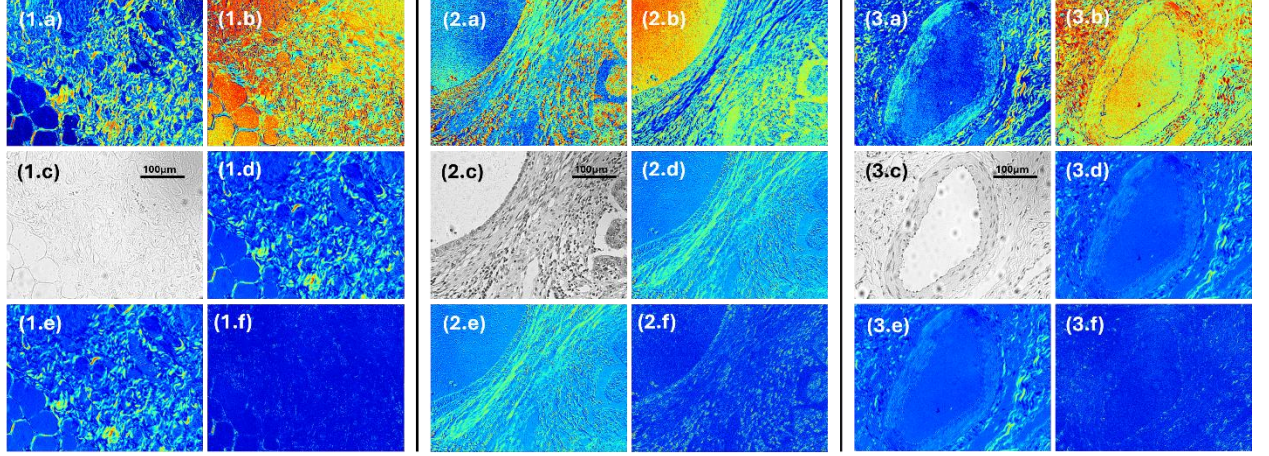 (1.a) (1.b) (2.a) (2.b) (3.a) (3.b)
(1.c) 100µm (1.d) (2.c) 100µm (2.d) (3.c) 100µm (3.d)
(1.e) (1.f) (2.e) (2.f) (3.e) (3.f)